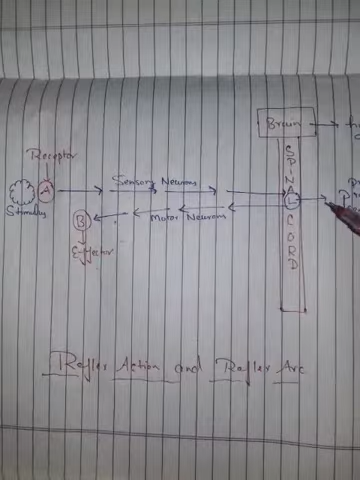 Brain
Receptor
Sensory Neurons
A
Stimulus
Motor Neurons
B
Effector
SPINAL CORD
Reflex Action and Reflex Arc